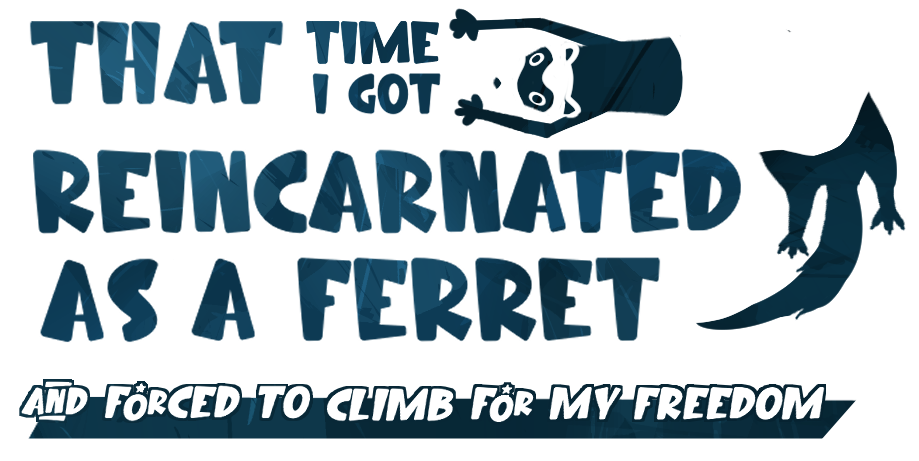 THAT TIME I GOT
REINCARNATED
AS A FERRET
AND FORCED TO CLIMB FOR MY FREEDOM